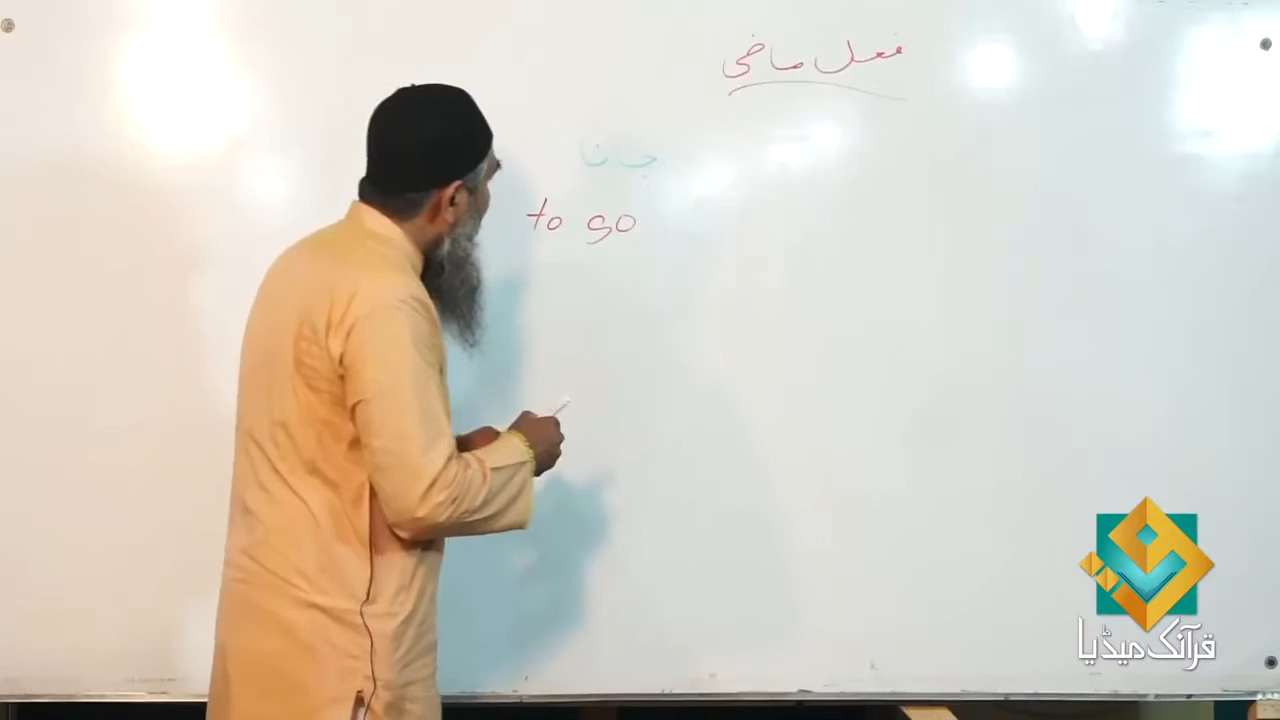 فعل ماضی
جانا
to go
قرآنک میڈیا